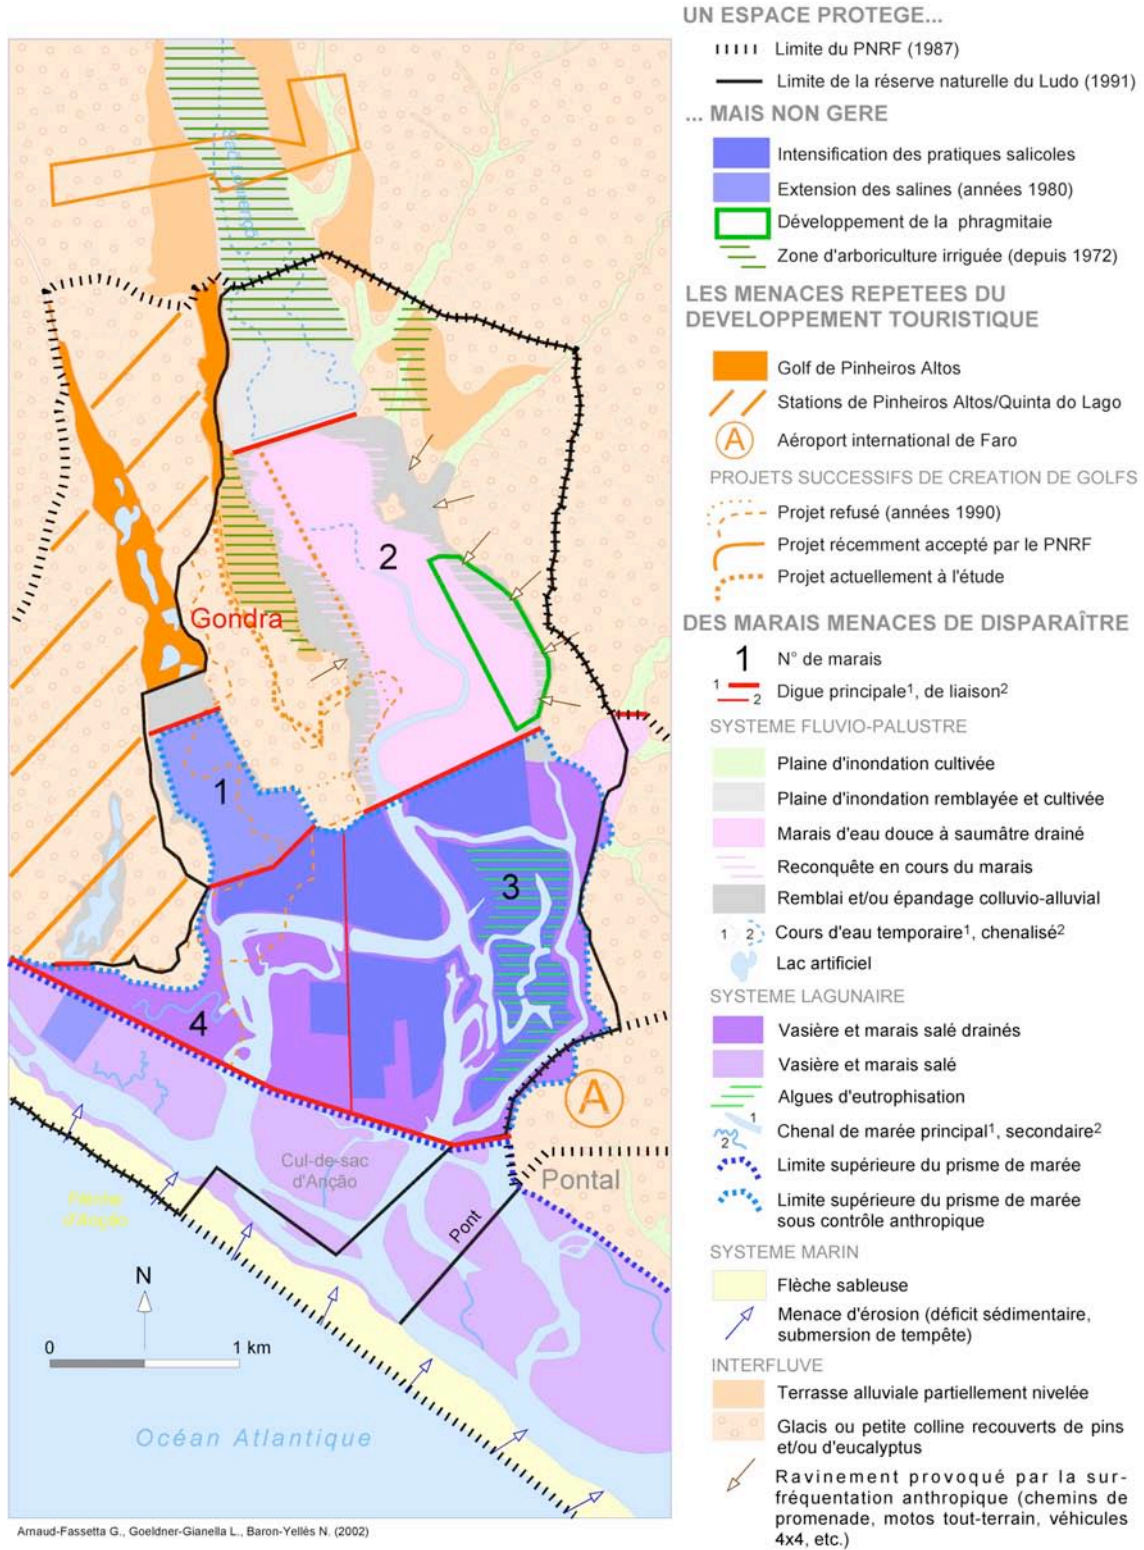 UN ESPACE PROTEGE...
Limite du PNRF (1987)
Limite de la réserve naturelle du Ludo (1991)
... MAIS NON GERE
Intensification des pratiques salicoles
Extension des salines (années 1980)
Développement de la phragmitaie
Zone d'arboriculture irriguée (depuis 1972)
LES MENACES REPETEES DU
DEVELOPPEMENT TOURISTIQUE
Golf de Pinheiros Altos
Stations de Pinheiros Altos/Quinta do Lago
A
Aéroport international de Faro
PROJETS SUCCESSIFS DE CREATION DE GOLFS
Projet refusé (années 1990)
Projet récemment accepté par le PNRF
Projet actuellement à l'étude
DES MARAIS MENACES DE DISPARAÎTRE
1 N° de marais
1 2 Digue principale¹, de liaison²
SYSTEME FLUVIO-PALUSTRE
Plaine d'inondation cultivée
Plaine d'inondation remblayée et cultivée
Marais d'eau douce à saumâtre drainé
Reconquête en cours du marais
Remblai et/ou épandage colluvio-alluvial
1 2 Cours d'eau temporaire¹, chenalisé²
Lac artificiel
SYSTEME LAGUNAIRE
Vasière et marais salé drainés
Vasière et marais salé
Algues d'eutrophisation
1 2 Chenal de marée principal¹, secondaire²
Limite supérieure du prisme de marée
Limite supérieure du prisme de marée
sous contrôle anthropique
SYSTEME MARIN
Flèche sableuse
Menace d'érosion (déficit sédimentaire,
submersion de tempête)
INTERFLUVE
Terrasse alluviale partiellement nivelée
Glacis ou petite colline recouverts de pins
et/ou d'eucalyptus
Ravinement provoqué par la sur-
fréquentation anthropique (chemins de
promenade, motos tout-terrain, véhicules
4x4, etc.)
2
Gondra
1
3
4
A
Cul-de-sac
d'Anção
Pontal
Flèche
d'Anção
Pont
N
0 1 km
Océan Atlantique
Arnaud-Fassetta G., Goeldner-Gianella L., Baron-Yellès N. (2002)